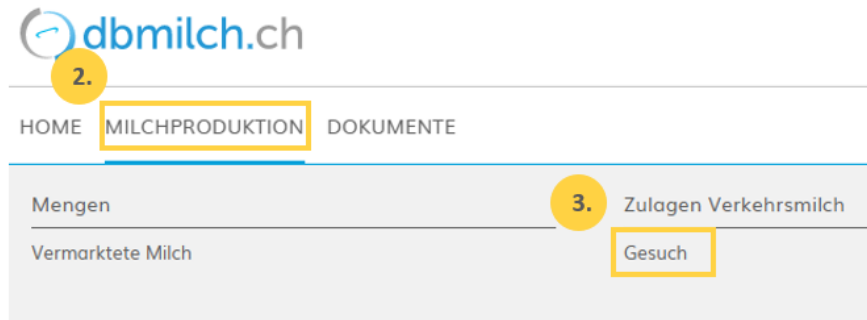 dbmilch.ch
2.
HOME MILCHPRODUKTION DOKUMENTE
Mengen 3. Zulagen Verkehrsmilch
Vermarktete Milch Gesuch